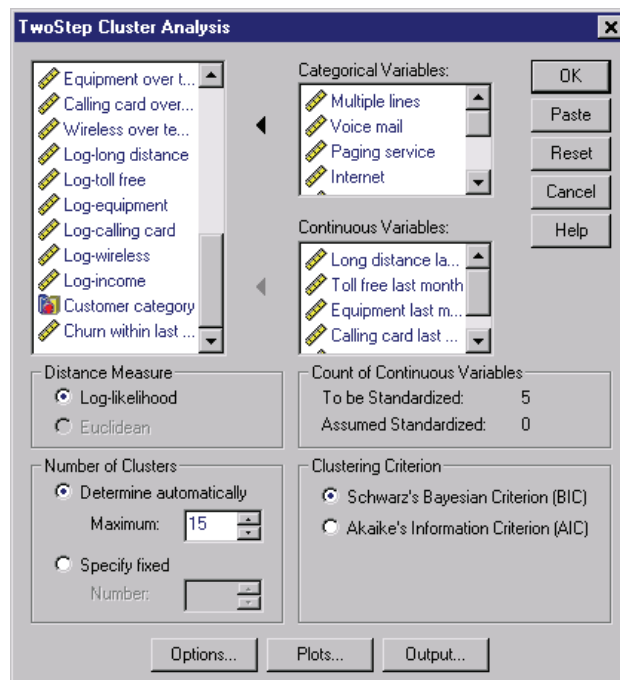 TwoStep Cluster Analysis
Equipment over t...
Calling card over...
Wireless over te...
Log-long distance
Log-toll free
Log-equipment
Log-calling card
Log-wireless
Log-income
Customer category
Churn within last ...
Categorical Variables:
Multiple lines
Voice mail
Paging service
Internet
Continuous Variables:
Long distance la...
Toll free last month
Equipment last m...
Calling card last ...
OK
Paste
Reset
Cancel
Help
Distance Measure
Log-likelihood
Euclidean
Count of Continuous Variables
To be Standardized: 5
Assumed Standardized: 0
Number of Clusters
Determine automatically
Maximum: 15
Specify fixed
Number:
Clustering Criterion
Schwarz's Bayesian Criterion (BIC)
Akaike's Information Criterion (AIC)
Options...
Plots...
Output...